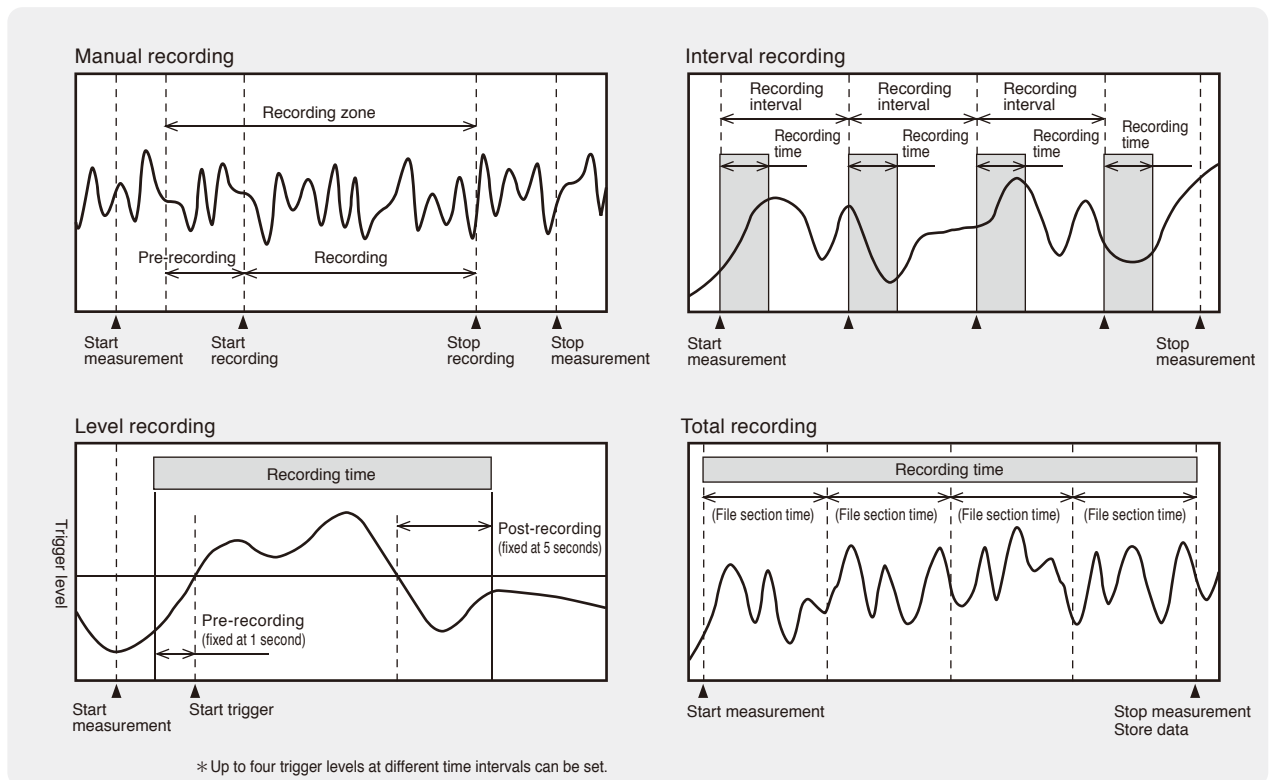 Manual recording
Recording zone
Pre-recording
Recording
Start
measurement
Start
recording
Stop
recording
Stop
measurement
Interval recording
Recording
interval
Recording
interval
Recording
interval
Recording
time
Recording
time
Recording
time
Recording
time
Start
measurement
Stop
measurement
Level recording
Recording time
Trigger level
Post-recording
(fixed at 5 seconds)
Pre-recording
(fixed at 1 second)
Start
measurement
Start trigger
＊Up to four trigger levels at different time intervals can be set.
Total recording
Recording time
(File section time)
(File section time)
(File section time)
(File section time)
Start measurement
Stop measurement
Store data